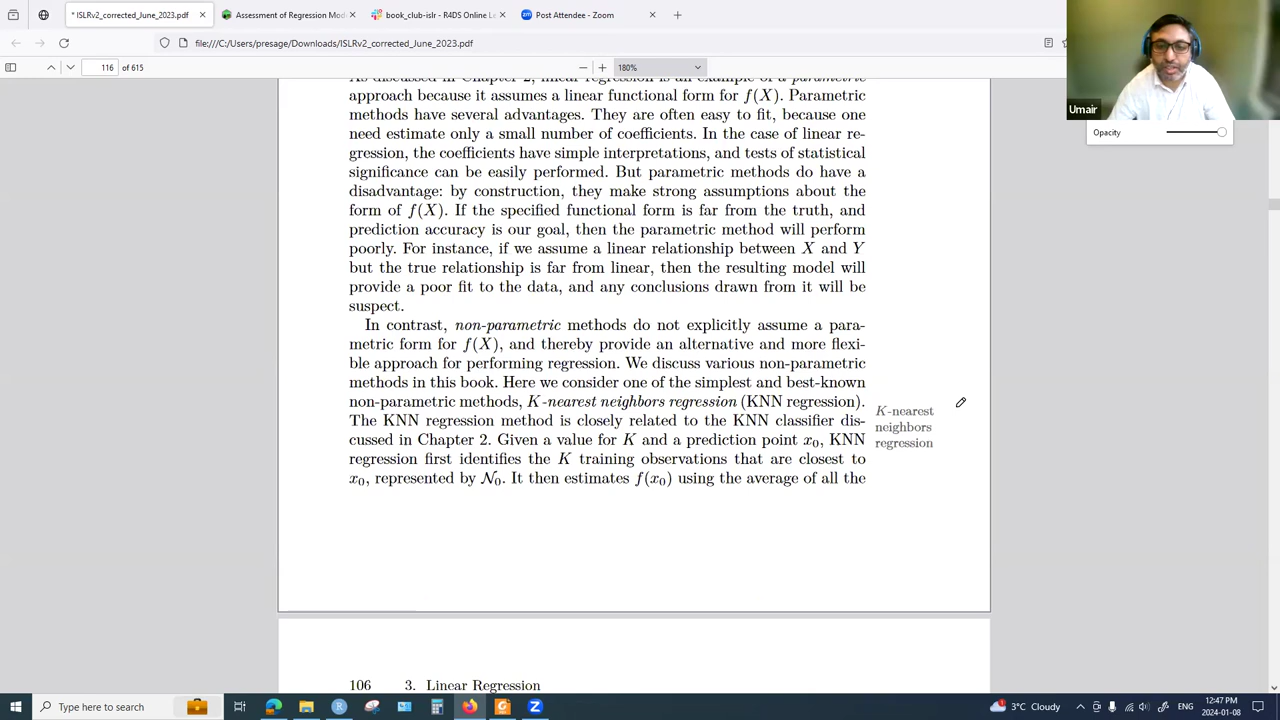 * ISLRv2_corrected_June_2023.pdf
Assessment of Regression Mod
book_club-islr - R4DS Online Le
Post Attendee - Zoom
file:///C:/Users/presage/Downloads/ISLRv2_corrected_June_2023.pdf
116 of 615
180%
Umair
Opacity
As discussed in Chapter 2, linear regression is an example of a parametric
approach because it assumes a linear functional form for f(X). Parametric
methods have several advantages. They are often easy to fit, because one
need estimate only a small number of coefficients. In the case of linear re-
gression, the coefficients have simple interpretations, and tests of statistical
significance can be easily performed. But parametric methods do have a
disadvantage: by construction, they make strong assumptions about the
form of f(X). If the specified functional form is far from the truth, and
prediction accuracy is our goal, then the parametric method will perform
poorly. For instance, if we assume a linear relationship between X and Y
but the true relationship is far from linear, then the resulting model will
provide a poor fit to the data, and any conclusions drawn from it will be
suspect.
In contrast, non-parametric methods do not explicitly assume a para-
metric form for f(X), and thereby provide an alternative and more flexi-
ble approach for performing regression. We discuss various non-parametric
methods in this book. Here we consider one of the simplest and best-known
non-parametric methods, K-nearest neighbors regression (KNN regression).
The KNN regression method is closely related to the KNN classifier dis-
cussed in Chapter 2. Given a value for K and a prediction point x₀, KNN
regression first identifies the K training observations that are closest to
x₀, represented by 𝒩₀. It then estimates f(x₀) using the average of all the
K-nearest
neighbors
regression
106 3. Linear Regression
Type here to search
3°C Cloudy
ENG
12:47 PM
2024-01-08